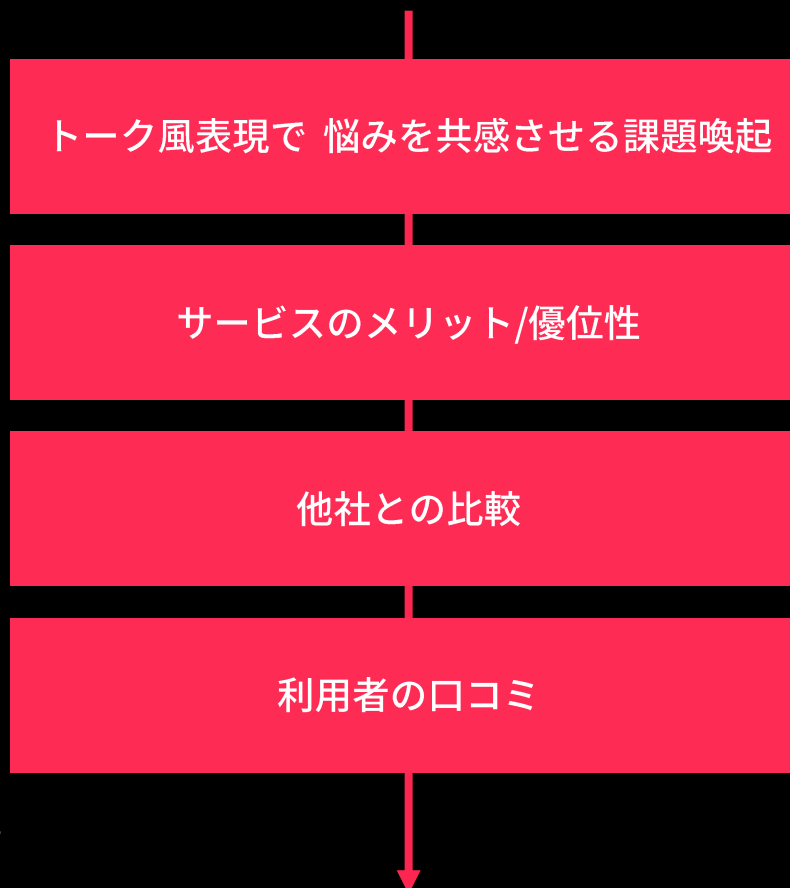 トーク風表現で 悩みを共感させる課題喚起
サービスのメリット/優位性
他社との比較
利用者の口コミ